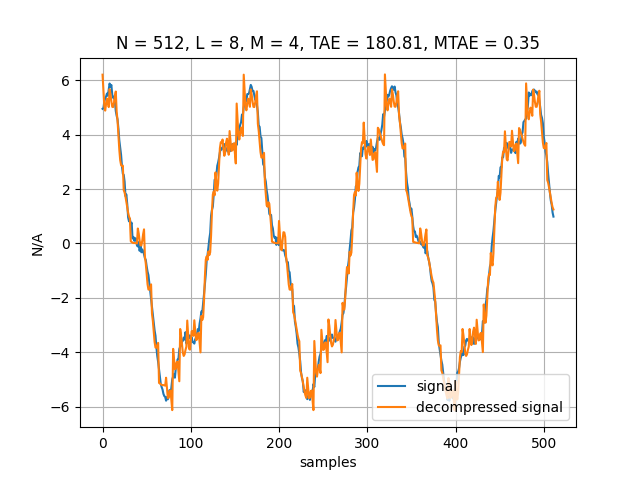 N = 512, L = 8, M = 4, TAE = 180.81, MTAE = 0.35
6
4
2
0
−2
−4
−6
N/A
signal
decompressed signal
0 100 200 300 400 500
samples